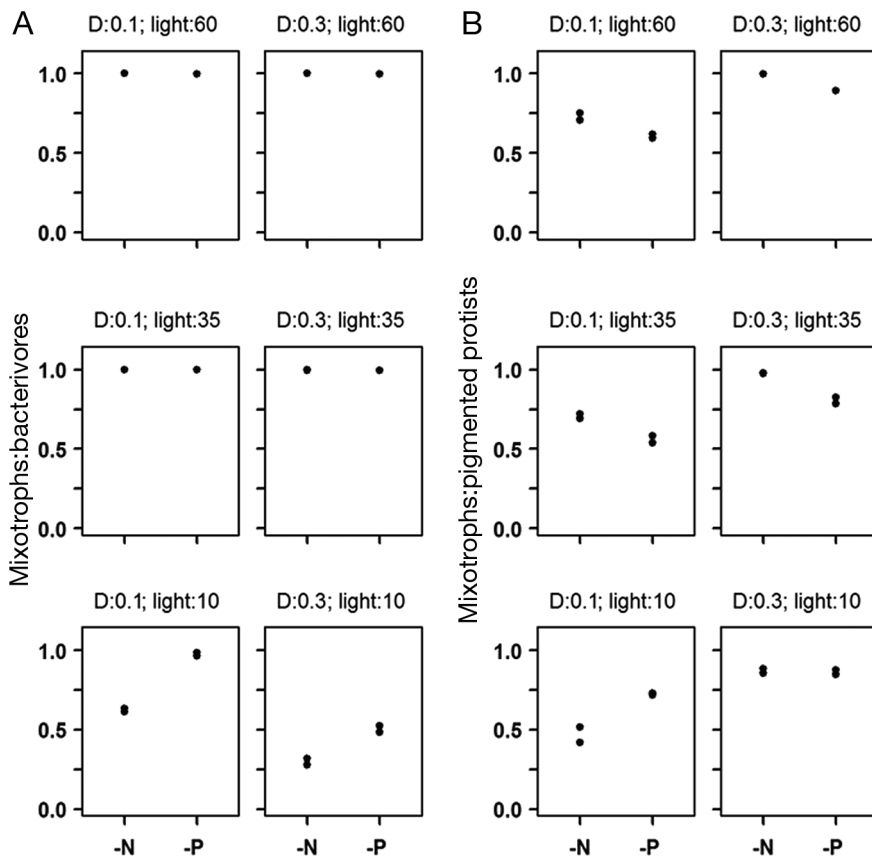 A
B
D:0.1; light:60
D:0.3; light:60
D:0.1; light:60
D:0.3; light:60
1.0
0.5
0.0
1.0
0.5
0.0
Mixotrophs:bacterivores
Mixotrophs:pigmented protists
D:0.1; light:35
D:0.3; light:35
D:0.1; light:35
D:0.3; light:35
1.0
0.5
0.0
1.0
0.5
0.0
D:0.1; light:10
D:0.3; light:10
D:0.1; light:10
D:0.3; light:10
1.0
0.5
0.0
1.0
0.5
0.0
-N
-P
-N
-P
-N
-P
-N
-P